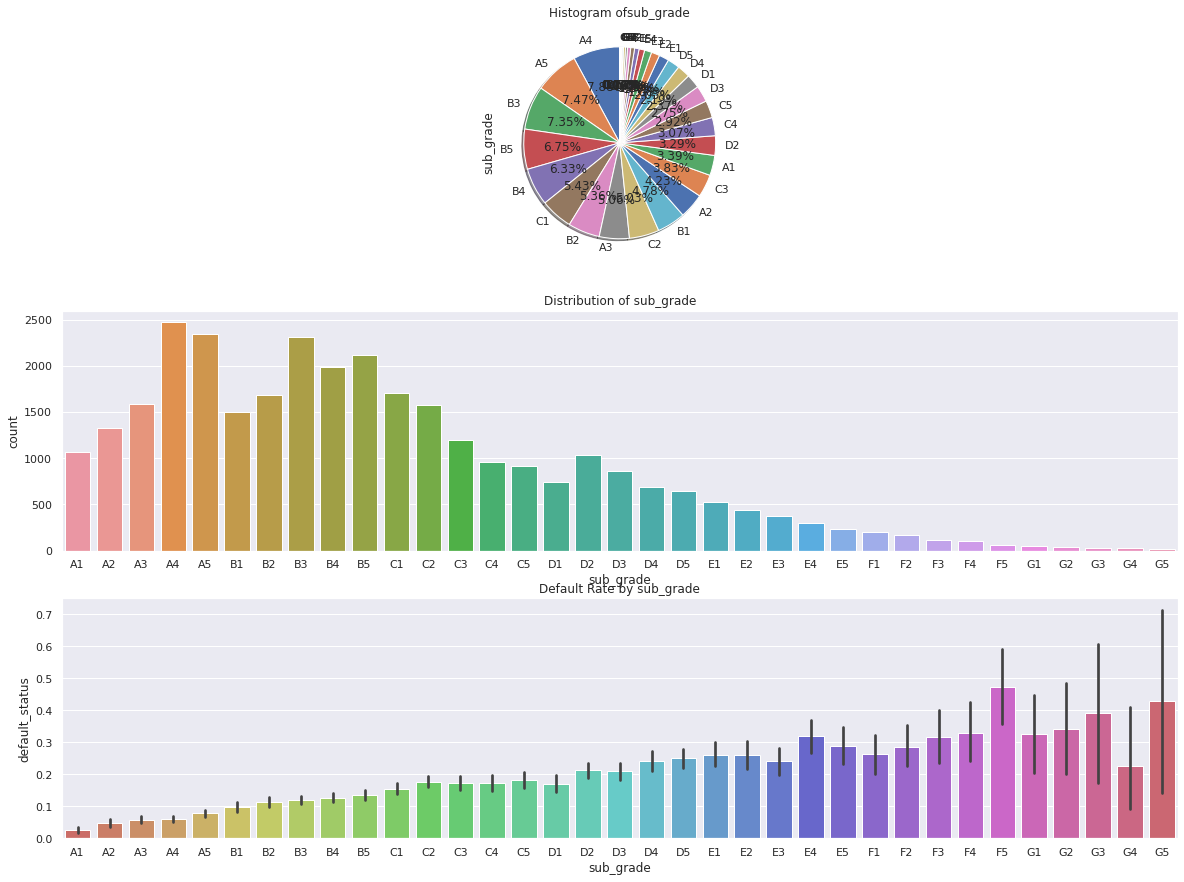 Histogram ofsub_grade
A4
A5
B3
B5
B4
C1
B2
A3
C2
B1
A2
C3
A1
D2
C4
C5
D3
D1
D4
D5
E1
E2
7.47%
7.35%
6.75%
6.33%
5.43%
5.36%
5.06%
5.03%
4.78%
4.23%
3.83%
3.39%
3.29%
3.07%
2.92%
2.75%
2.37%
2.19%
sub_grade
Distribution of sub_grade
count
2500
2000
1500
1000
500
0
A1 A2 A3 A4 A5 B1 B2 B3 B4 B5 C1 C2 C3 C4 C5 D1 D2 D3 D4 D5 E1 E2 E3 E4 E5 F1 F2 F3 F4 F5 G1 G2 G3 G4 G5
sub_grade
Default Rate by sub_grade
default_status
0.7
0.6
0.5
0.4
0.3
0.2
0.1
0.0
A1 A2 A3 A4 A5 B1 B2 B3 B4 B5 C1 C2 C3 C4 C5 D1 D2 D3 D4 D5 E1 E2 E3 E4 E5 F1 F2 F3 F4 F5 G1 G2 G3 G4 G5
sub_grade